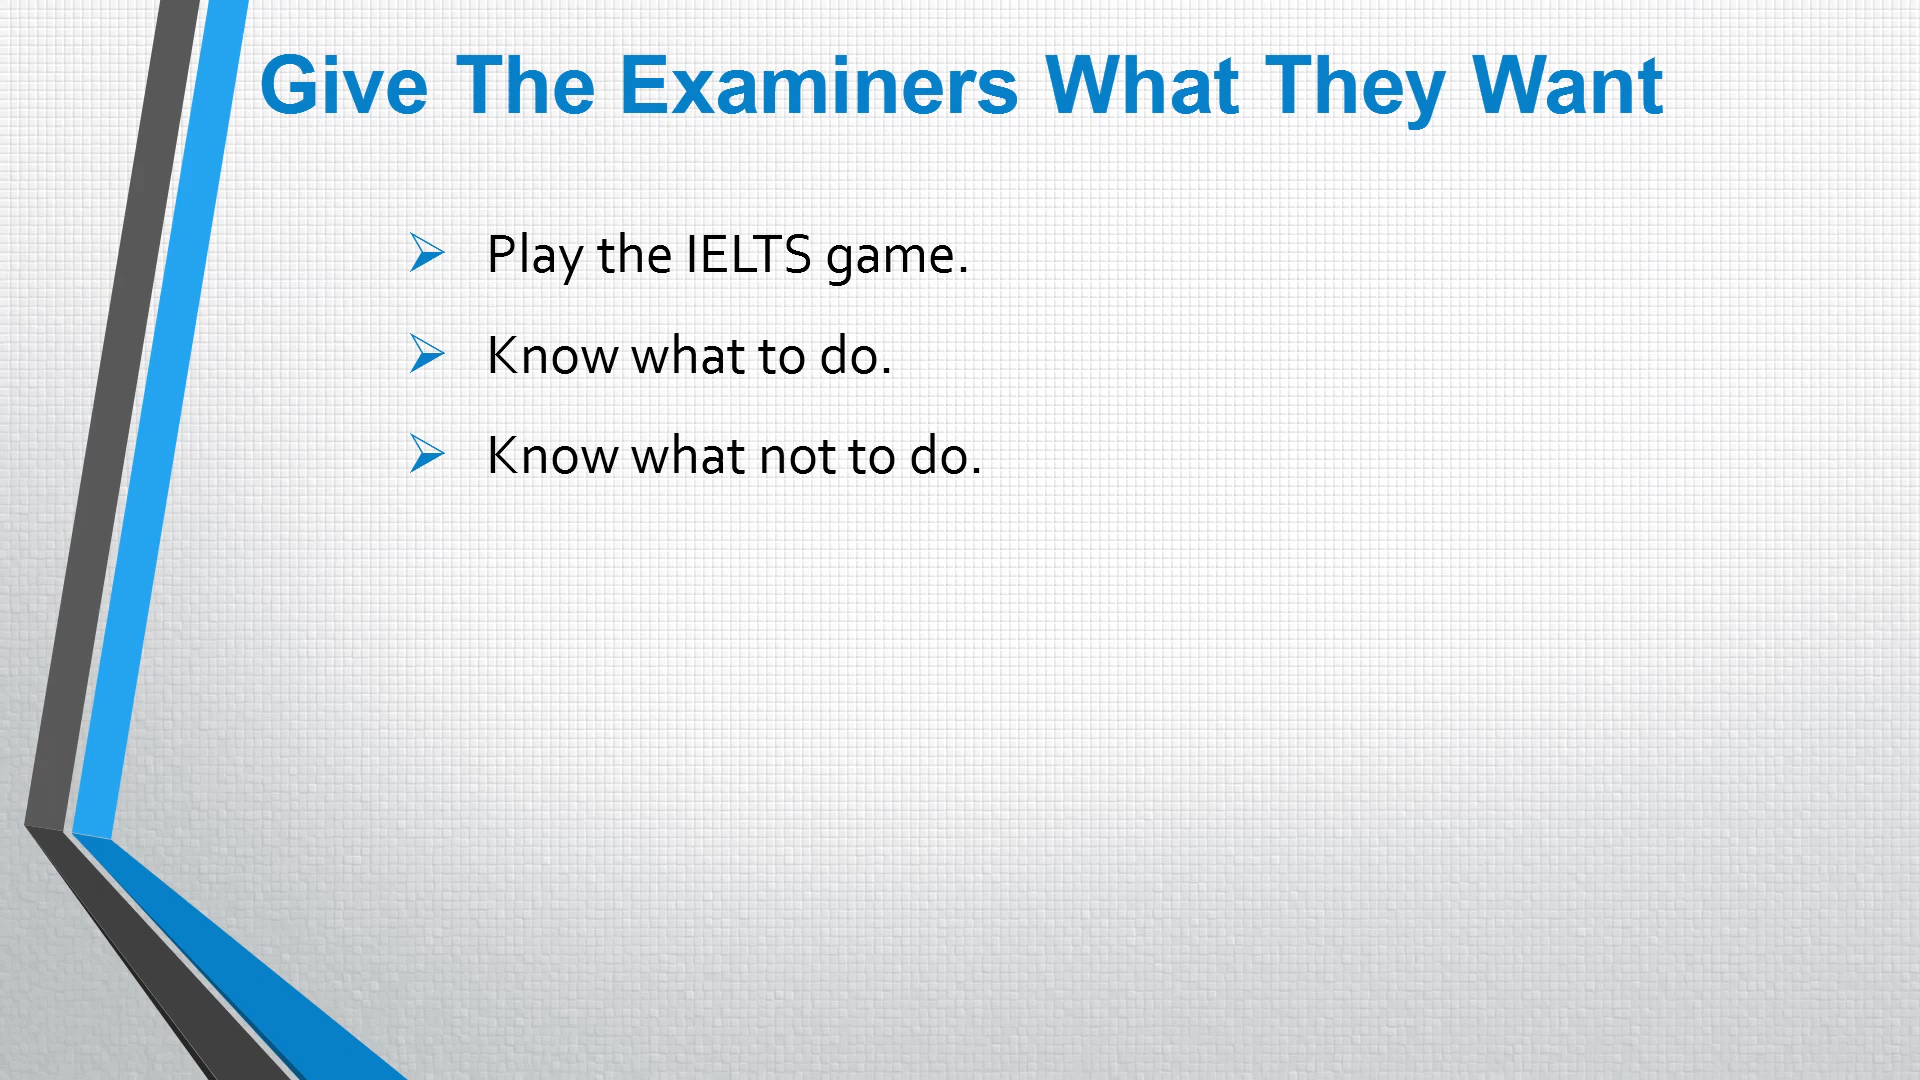 Give The Examiners What They Want
Play the IELTS game.
Know what to do.
Know what not to do.